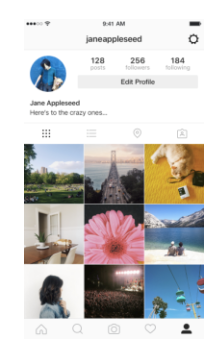 9:41 AM
janeappleseed
128 256 184
posts followers following
Edit Profile
Jane Appleseed
Here's to the crazy ones...